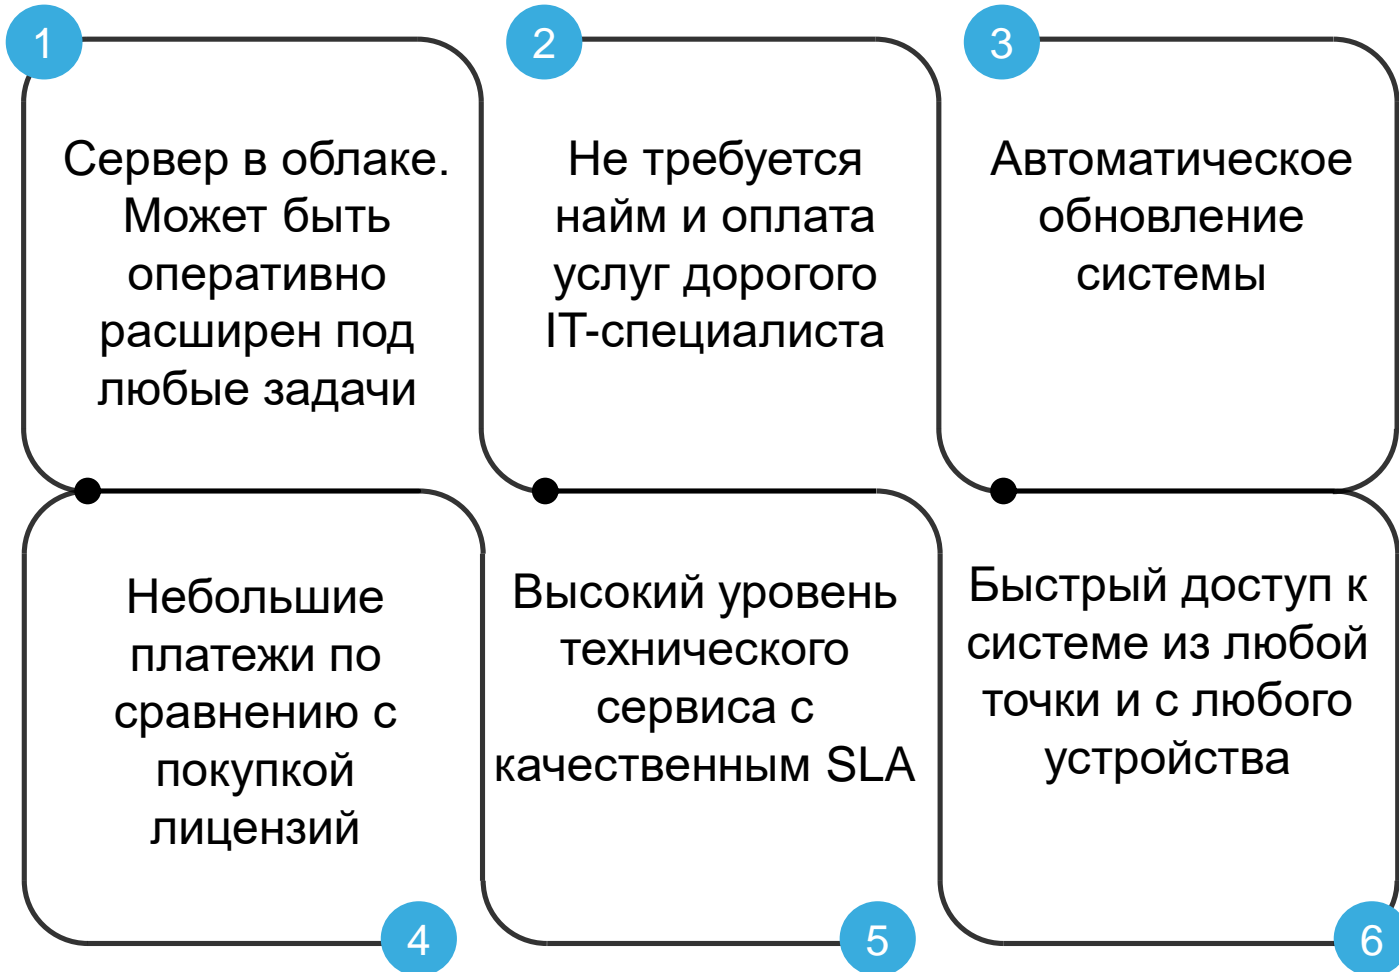 1
Сервер в облаке.
Может быть
оперативно
расширен под
любые задачи
2
Не требуется
найм и оплата
услуг дорогого
IT-специалиста
3
Автоматическое
обновление
системы
Небольшие
платежи по
сравнению с
покупкой
лицензий
4
Высокий уровень
технического
сервиса с
качественным SLA
5
Быстрый доступ к
системе из любой
точки и с любого
устройства
6